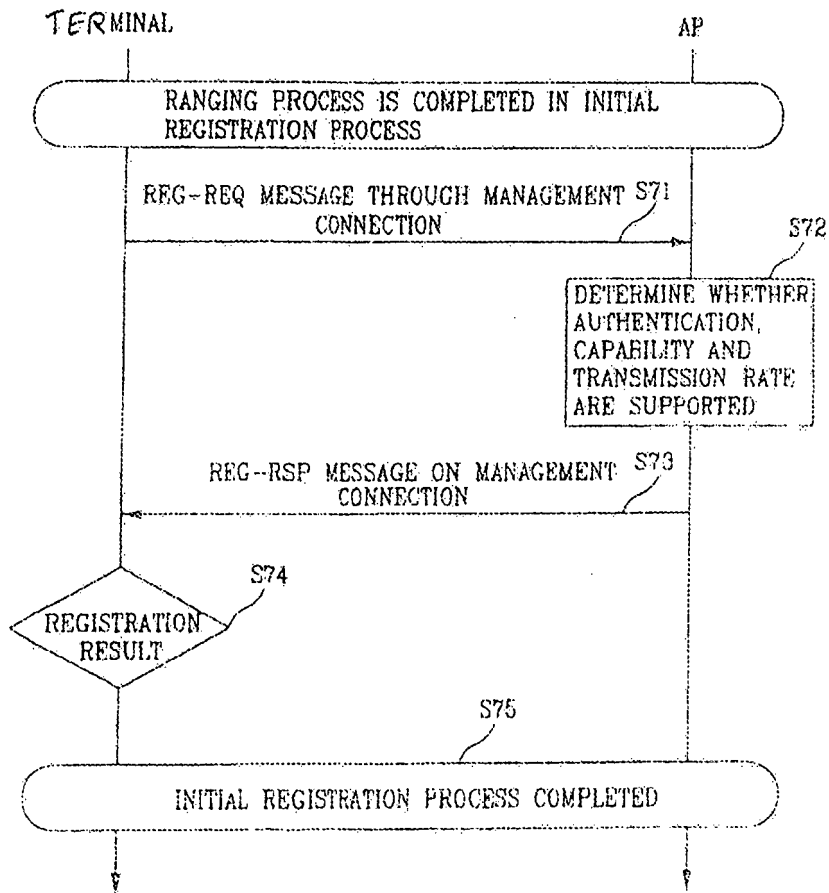 TERMINAL
AP
RANGING PROCESS IS COMPLETED IN INITIAL
REGISTRATION PROCESS
REG-REQ MESSAGE THROUGH MANAGEMENT
CONNECTION
S71
S72
DETERMINE WHETHER
AUTHENTICATION,
CAPABILITY AND
TRANSMISSION RATE
ARE SUPPORTED
REG-RSP MESSAGE ON MANAGEMENT
CONNECTION
S73
S74
REGISTRATION
RESULT
S75
INITIAL REGISTRATION PROCESS COMPLETED